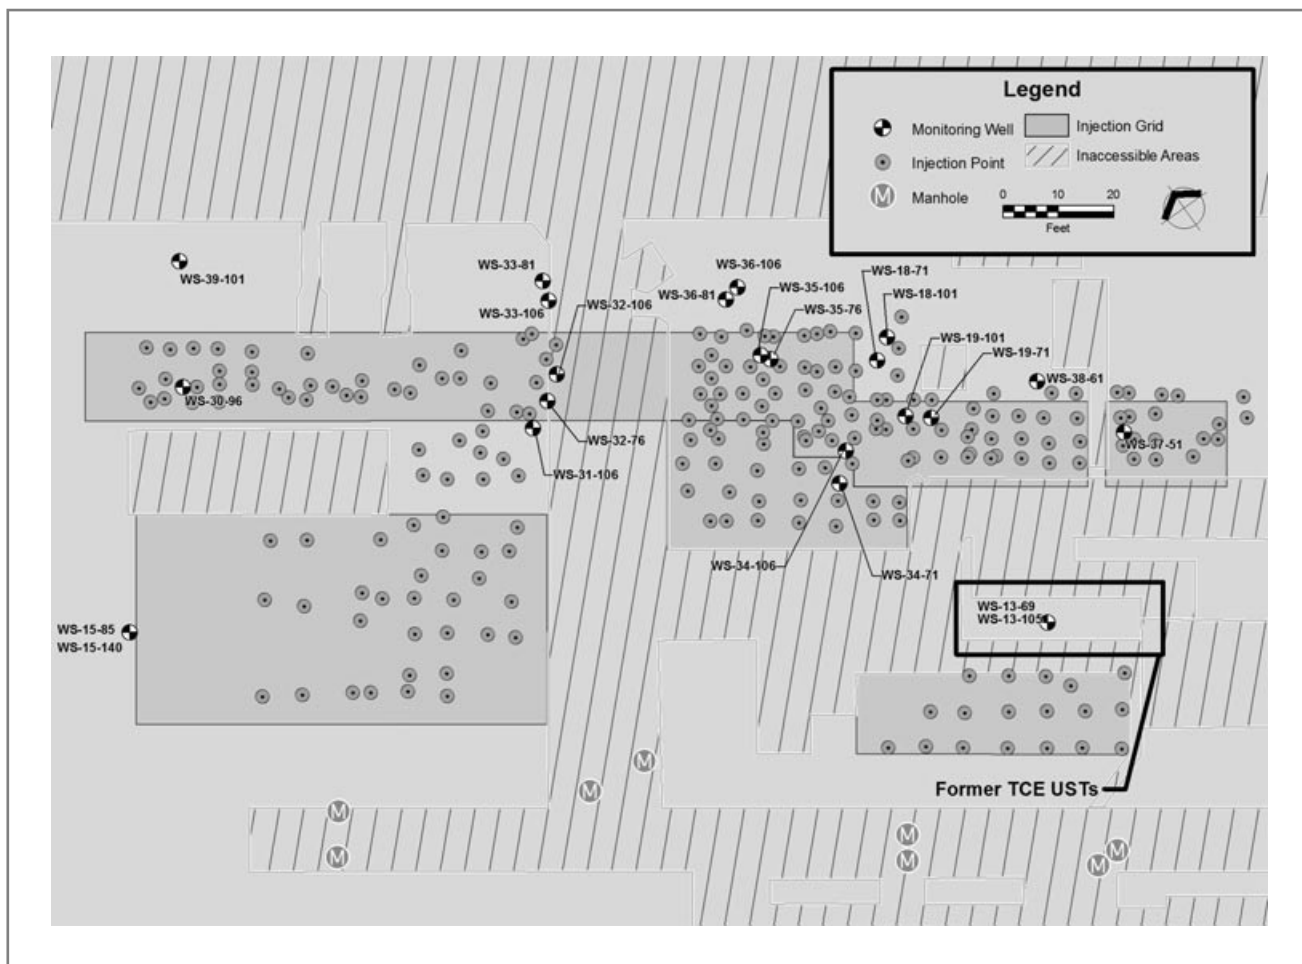 Legend
Monitoring Well
Injection Grid
Injection Point
Inaccessible Areas
M
Manhole
0 10 20
Feet
WS-39-101
WS-33-81
WS-33-106
WS-32-106
WS-36-106
WS-36-81
WS-35-106
WS-35-76
WS-18-71
WS-18-101
WS-19-101
WS-19-71
WS-38-61
WS-30-96
WS-32-76
WS-37-51
WS-31-106
WS-34-106
WS-34-71
WS-13-69
WS-13-105
WS-15-85
WS-15-140
Former TCE USTs
M
M
M
M
M
M
M
M